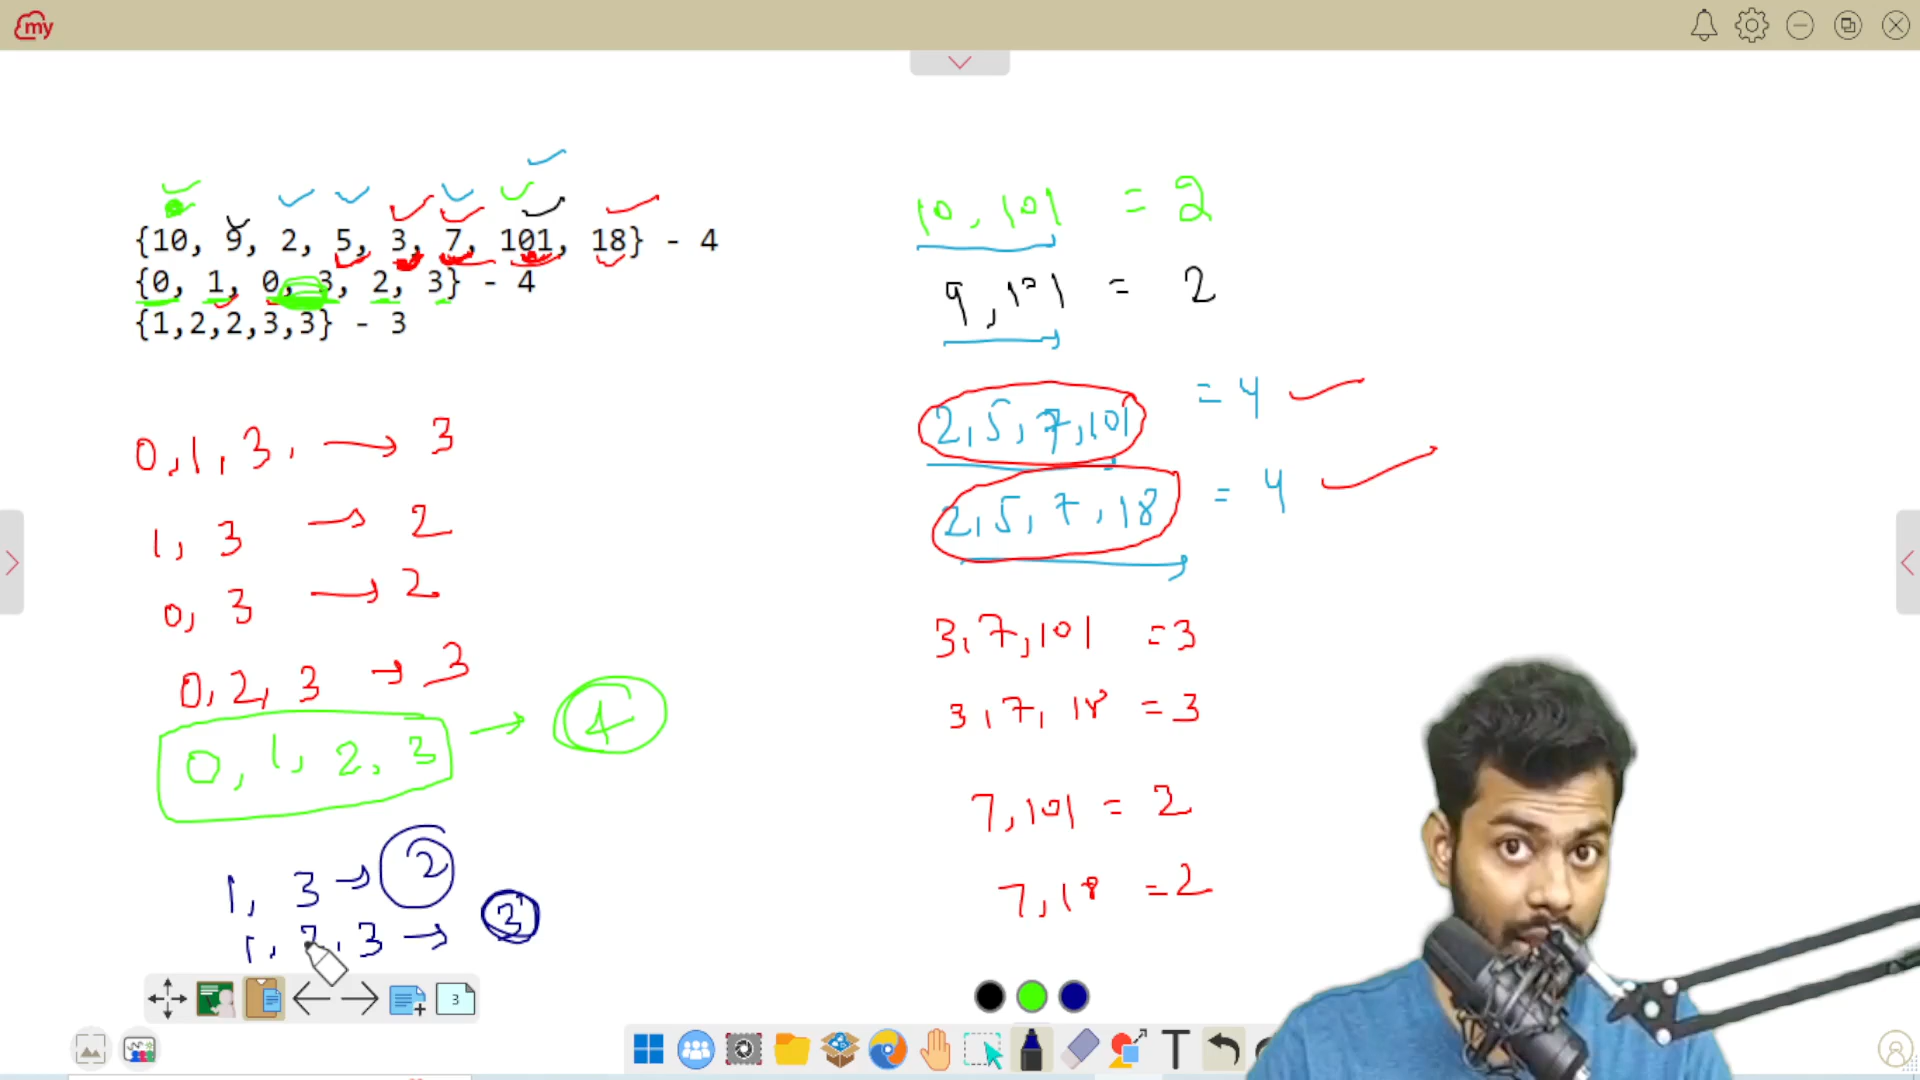 my
{10, 9, 2, 5, 3, 7, 101, 18} - 4
{0, 1, 0, 3, 2, 3} - 4
{1,2,2,3,3} - 3
0,1,3, → 3
1, 3 → 2
0, 3 → 2
0,2,3 → 3
0, 1, 2, 3 → 4
1, 3 → 2
1, 2, 3 → 3
10, 101 = 2
9,101 = 2
2,5,7,101 = 4
2,5,7,18 = 4
3,7,101 =3
3,7,18 =3
7,101 = 2
7,18 =2
3
T